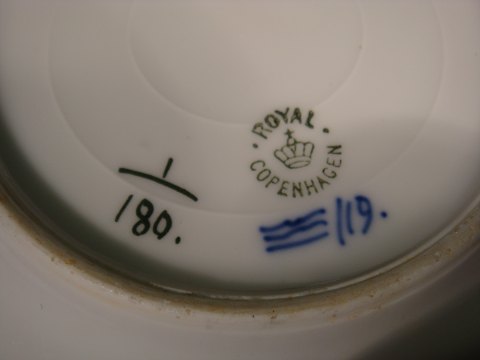 ROYAL
COPENHAGEN
1
180.
119.